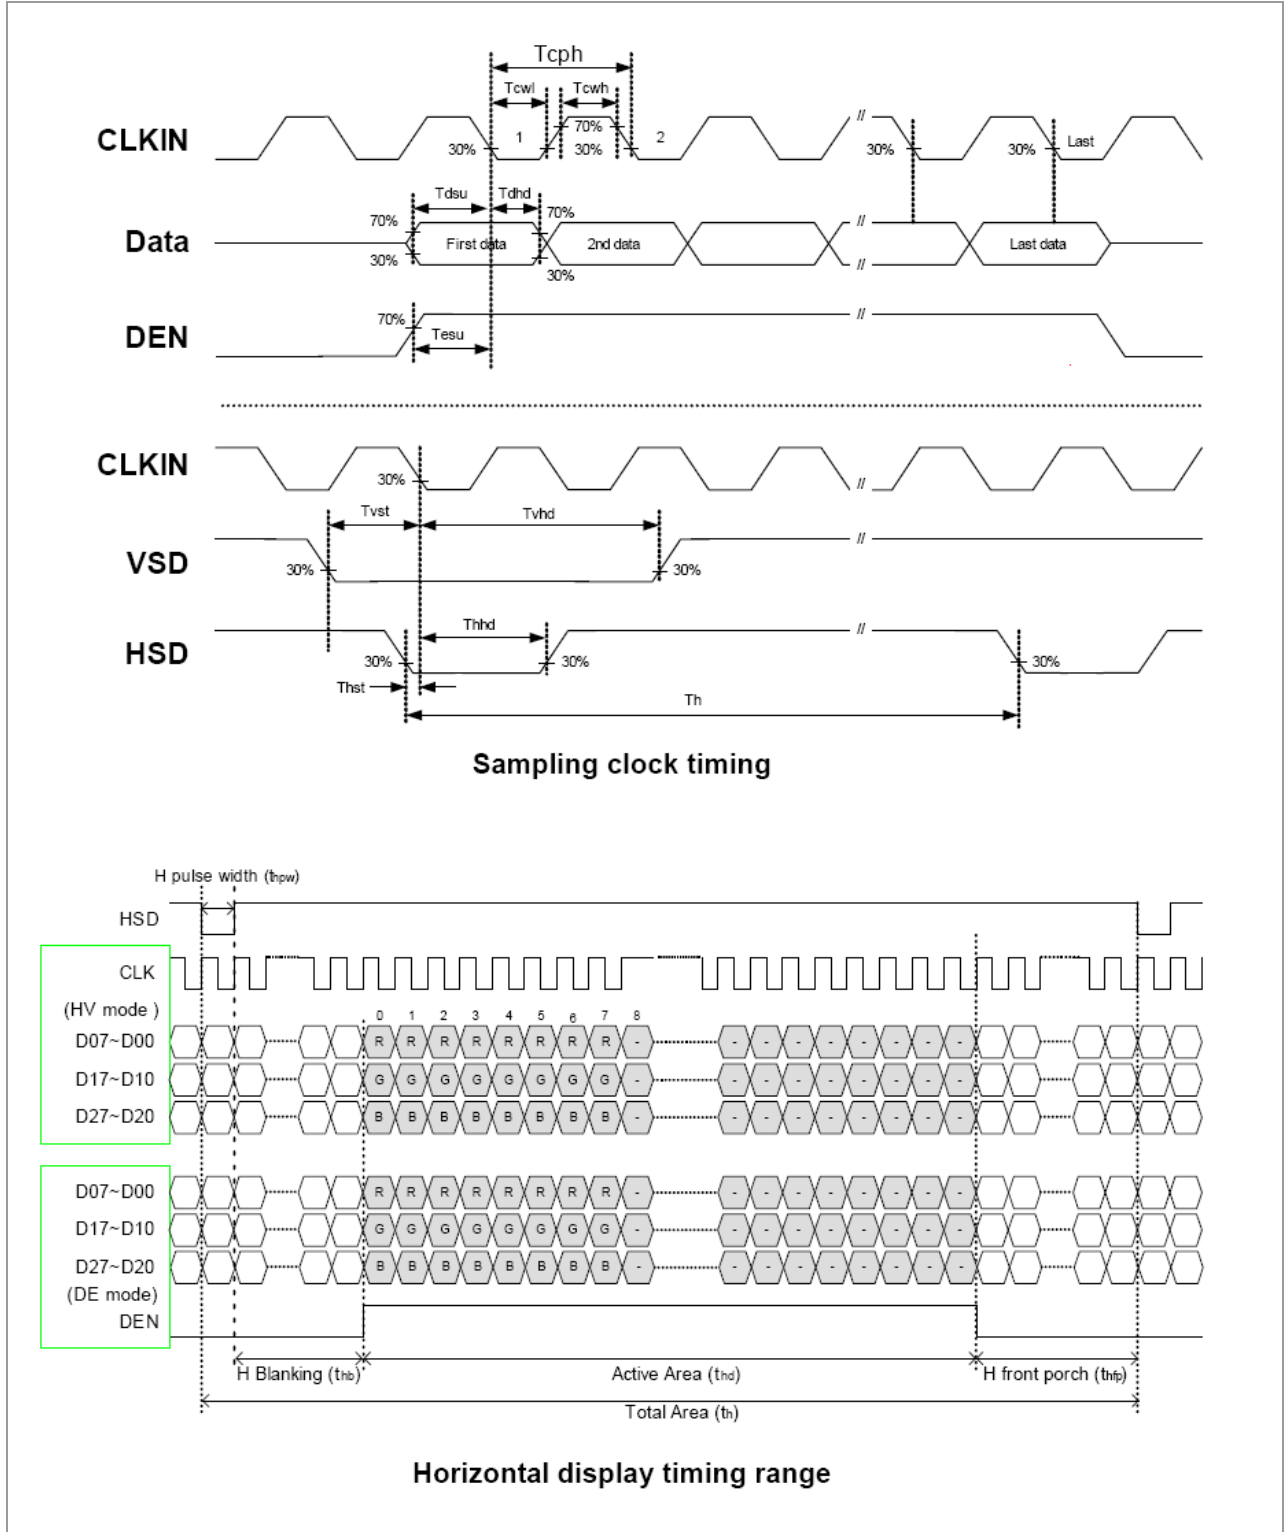 Tcph
Tcwl Tcwh
CLKIN 30% 1 70% 30% 2 // 30% 30% Last
Tdsu Tdhd
70% 70% //
Data First data 2nd data Last data
30% 30% //
70% //
DEN Tesu
CLKIN 30% //
Tvst Tvhd
VSD 30% 30% //
Thhd //
HSD 30% 30% 30%
Thst
Th
Sampling clock timing
H pulse width (thpw)
HSD
CLK
(HV mode )
0 1 2 3 4 5 6 7 8
D07~D00 R R R R R R R R - - - - - - - - -
D17~D10 G G G G G G G G - - - - - - - - -
D27~D20 B B B B B B B B - - - - - - - - -
D07~D00 R R R R R R R R - - - - - - - - -
D17~D10 G G G G G G G G - - - - - - - - -
D27~D20 B B B B B B B B - - - - - - - - -
(DE mode)
DEN
H Blanking (thb) Active Area (thd) H front porch (thfp)
Total Area (th)
Horizontal display timing range